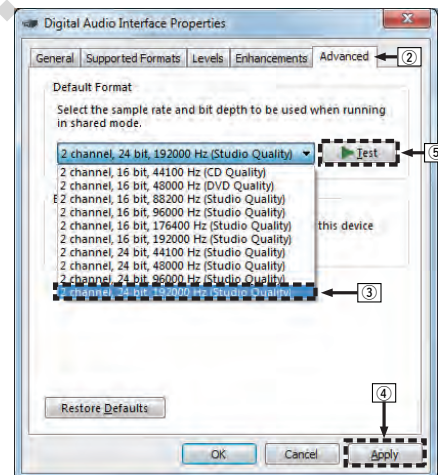 Digital Audio Interface Properties
General Supported Formats Levels Enhancements Advanced ②
Default Format
Select the sample rate and bit depth to be used when running
in shared mode.
2 channel, 24 bit, 192000 Hz (Studio Quality) Test ⑤
2 channel, 16 bit, 44100 Hz (CD Quality)
2 channel, 16 bit, 48000 Hz (DVD Quality)
E 2 channel, 16 bit, 88200 Hz (Studio Quality)
2 channel, 16 bit, 96000 Hz (Studio Quality)
2 channel, 16 bit, 176400 Hz (Studio Quality) this device
2 channel, 16 bit, 192000 Hz (Studio Quality)
2 channel, 24 bit, 44100 Hz (Studio Quality)
2 channel, 24 bit, 48000 Hz (Studio Quality)
2 channel, 24 bit, 96000 Hz (Studio Quality)
2 channel, 24 bit, 192000 Hz (Studio Quality) ③
④
Restore Defaults
OK Cancel Apply